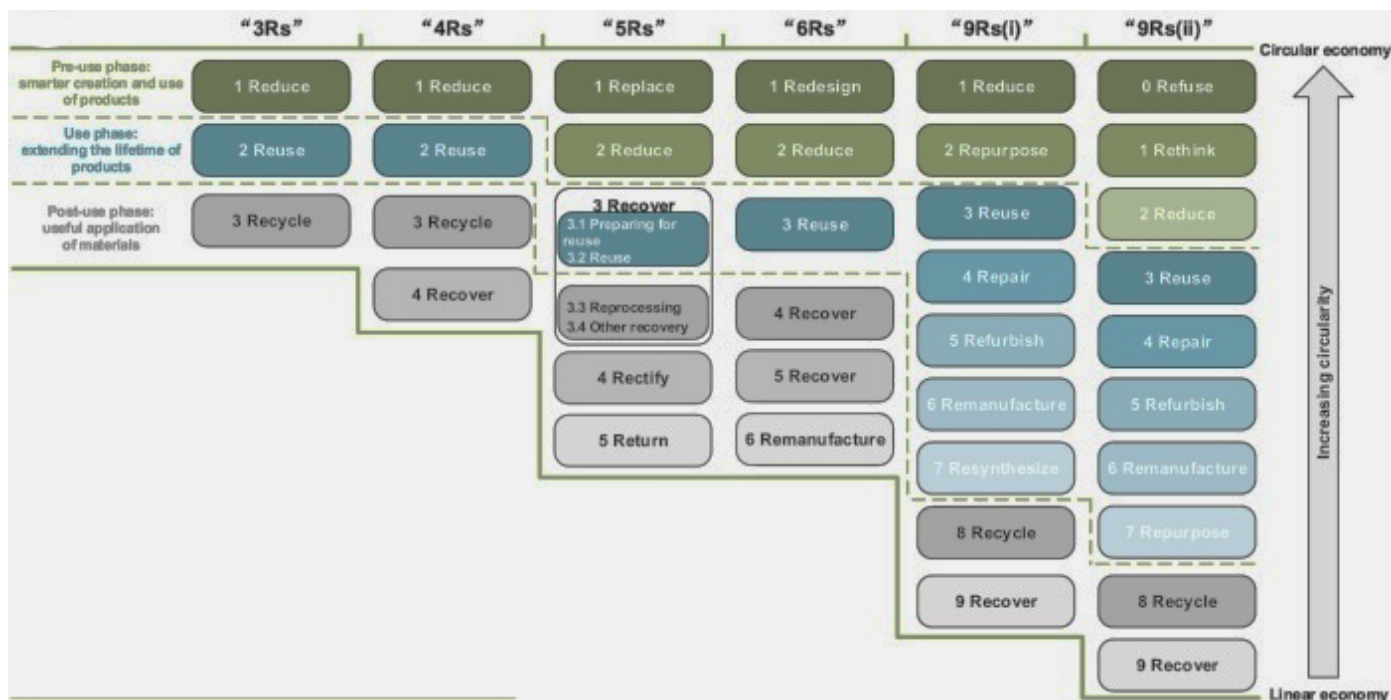 "3Rs"
"4Rs"
"5Rs"
"6Rs"
"9Rs(i)"
"9Rs(ii)"
Circular economy
Pre-use phase:
smarter creation and use
of products
1 Reduce
1 Reduce
1 Replace
1 Redesign
1 Reduce
0 Refuse
Use phase:
extending the lifetime of
products
2 Reuse
2 Reuse
2 Reduce
2 Reduce
2 Repurpose
1 Rethink
Post-use phase:
useful application
of materials
3 Recycle
3 Recycle
3 Recover
3.1 Preparing for
reuse
3.2 Reuse
3.3 Reprocessing
3.4 Other recovery
3 Reuse
3 Reuse
2 Reduce
4 Recover
4 Recover
4 Repair
3 Reuse
4 Rectify
5 Recover
5 Refurbish
4 Repair
5 Return
6 Remanufacture
6 Remanufacture
5 Refurbish
7 Resynthesize
6 Remanufacture
8 Recycle
7 Repurpose
9 Recover
8 Recycle
9 Recover
Increasing circularity
Linear economy